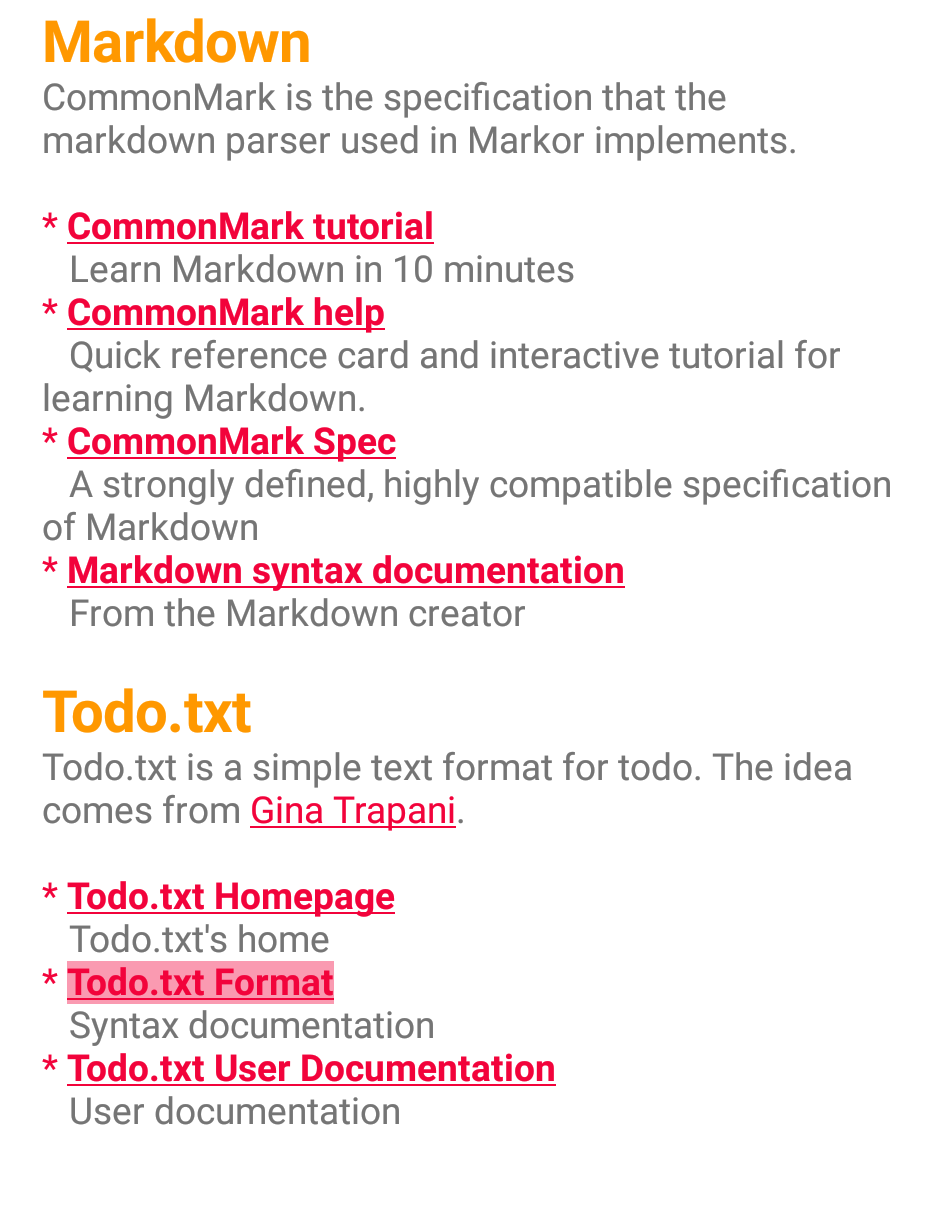 Markdown
CommonMark is the specification that the
markdown parser used in Markor implements.
* CommonMark tutorial
Learn Markdown in 10 minutes
* CommonMark help
Quick reference card and interactive tutorial for
learning Markdown.
* CommonMark Spec
A strongly defined, highly compatible specification
of Markdown
* Markdown syntax documentation
From the Markdown creator
Todo.txt
Todo.txt is a simple text format for todo. The idea
comes from Gina Trapani.
* Todo.txt Homepage
Todo.txt's home
* Todo.txt Format
Syntax documentation
* Todo.txt User Documentation
User documentation